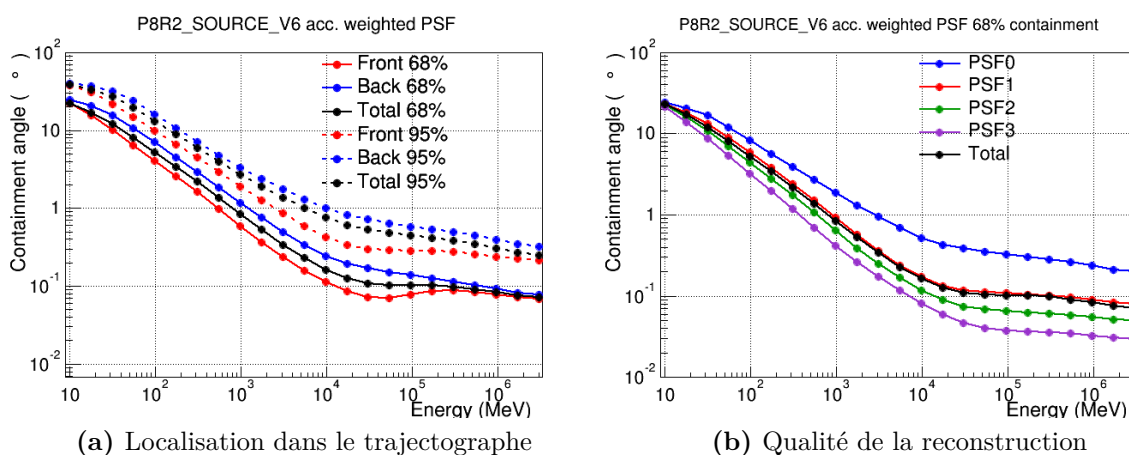 P8R2_SOURCE_V6 acc. weighted PSF
Containment angle ( ° )
10²
10
1
10⁻¹
10⁻²
Front 68%
Back 68%
Total 68%
Front 95%
Back 95%
Total 95%
10 10² 10³ 10⁴ 10⁵ 10⁶
Energy (MeV)
(a) Localisation dans le trajectographe
P8R2_SOURCE_V6 acc. weighted PSF 68% containment
Containment angle ( ° )
10²
10
1
10⁻¹
10⁻²
PSF0
PSF1
PSF2
PSF3
Total
10 10² 10³ 10⁴ 10⁵ 10⁶
Energy (MeV)
(b) Qualité de la reconstruction